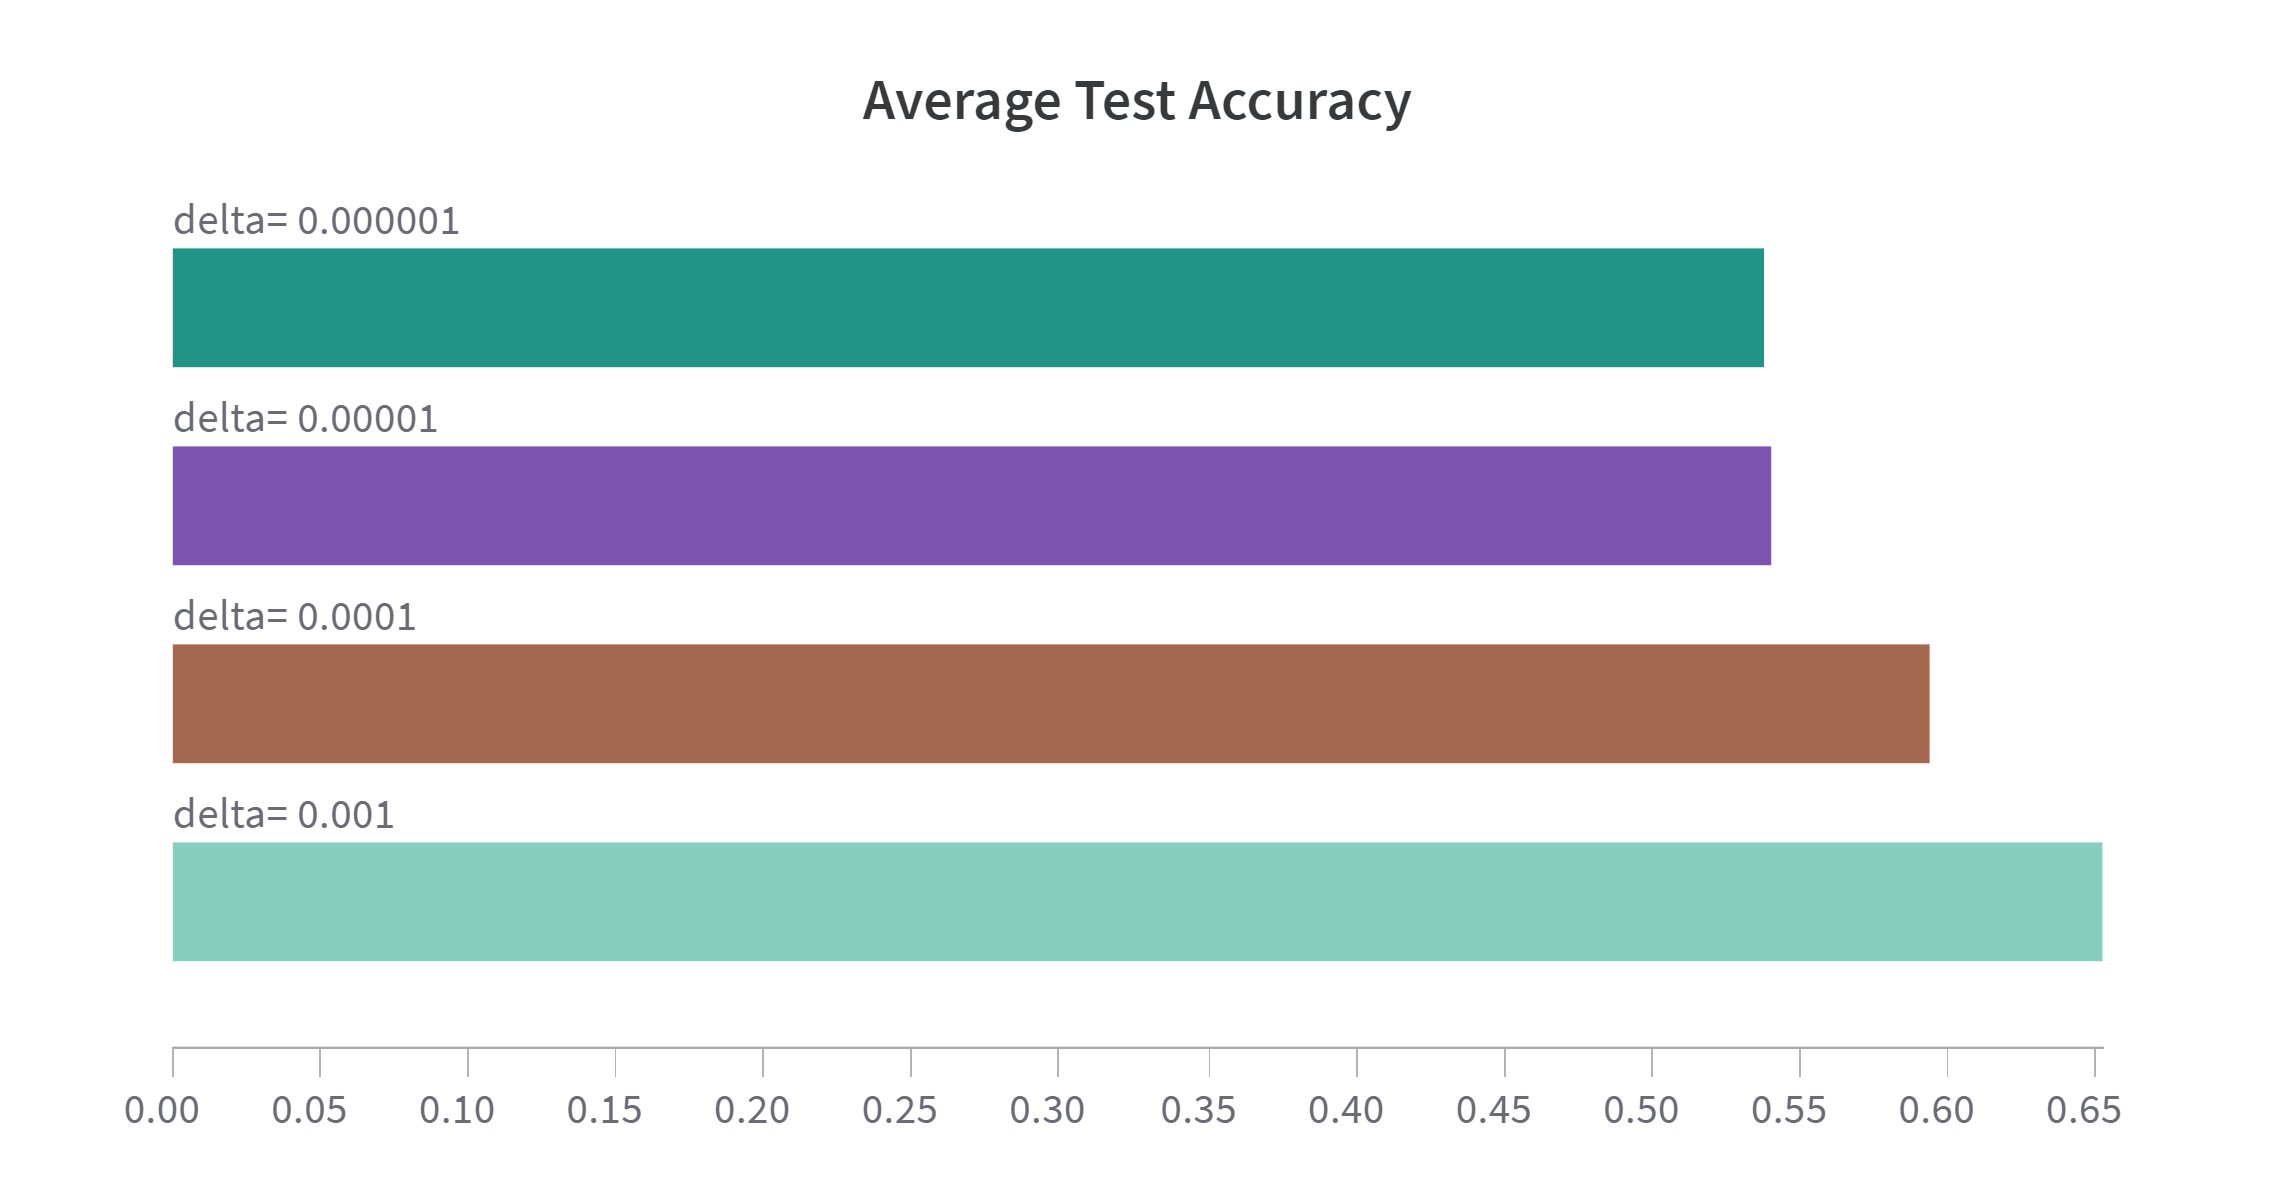 Average Test Accuracy
delta= 0.000001
delta= 0.00001
delta= 0.0001
delta= 0.001
0.00 0.05 0.10 0.15 0.20 0.25 0.30 0.35 0.40 0.45 0.50 0.55 0.60 0.65